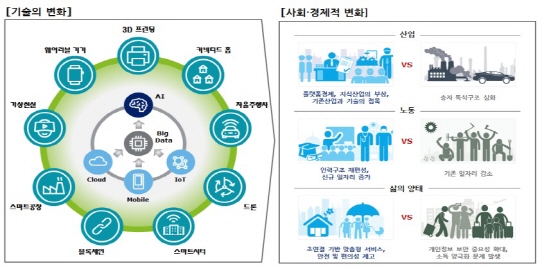 [기술의 변화]
3D 프린팅
웨어러블 기기
커넥티드 홈
가상현실
자율주행차
AI
Big
Data
Cloud
IoT
Mobile
스마트공장
드론
블록체인
스마트시티
[사회·경제적 변화]
산업
VS
플랫폼경제, 지식산업의 부상,
기존산업과 기술의 접목
승자 독식구조 심화
노동
VS
인력구조 재편성,
신규 일자리 증가
기존 일자리 감소
삶의 양태
VS
초연결 기반 맞춤형 서비스,
안전 및 편의성 제고
개인정보 보안 중요성 확대,
소득 양극화 문제 발생